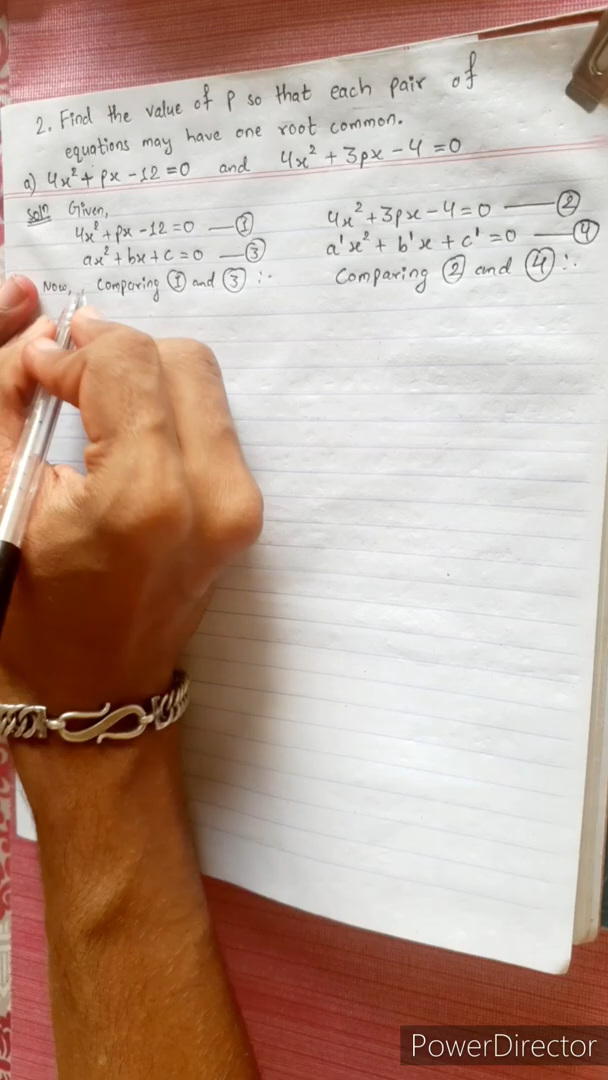 2. Find the value of p so that each pair of
equations may have one root common.
a) 4x² + px - 12 = 0 and 4x² + 3px - 4 = 0
Solⁿ Given,
4x² + px - 12 = 0 —— ①
ax² + bx + c = 0 —— ③
Now, Comparing ① and ③ :-
4x² + 3px - 4 = 0 —— ②
a'x² + b'x + c' = 0 —— ④
Comparing ② and ④ :-
PowerDirector